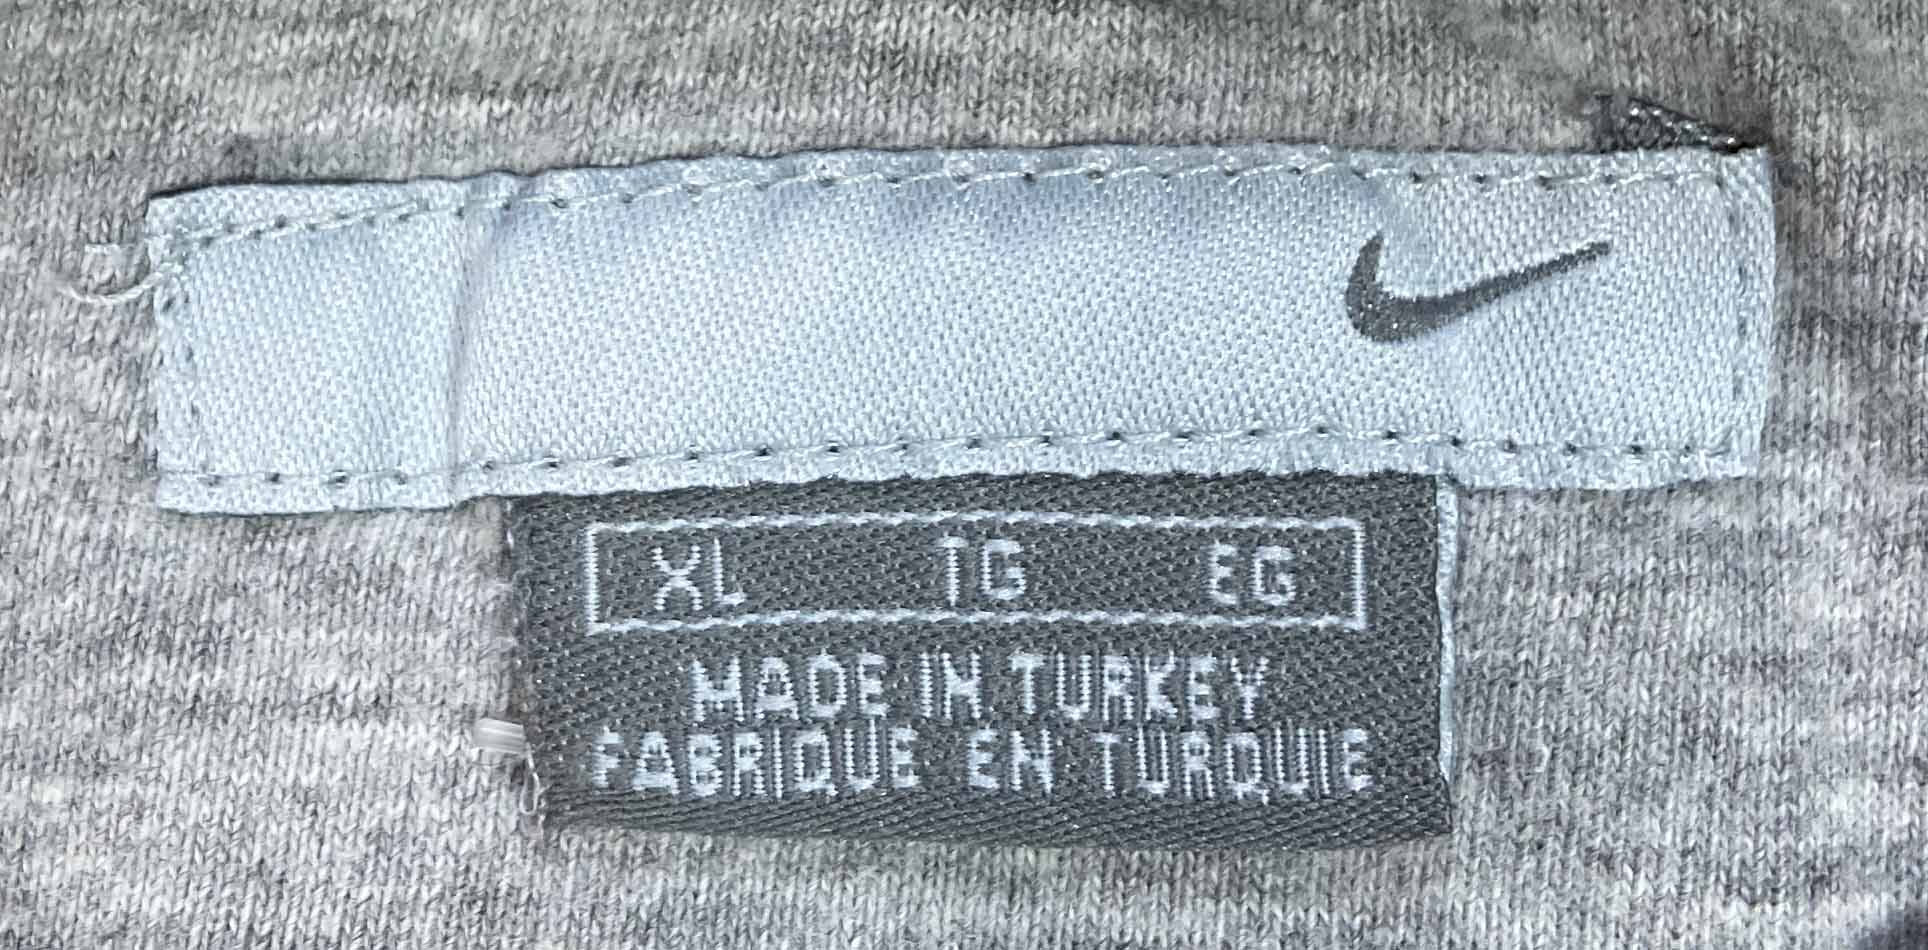 XL TG EG
MADE IN TURKEY
FABRIQUE EN TURQUIE